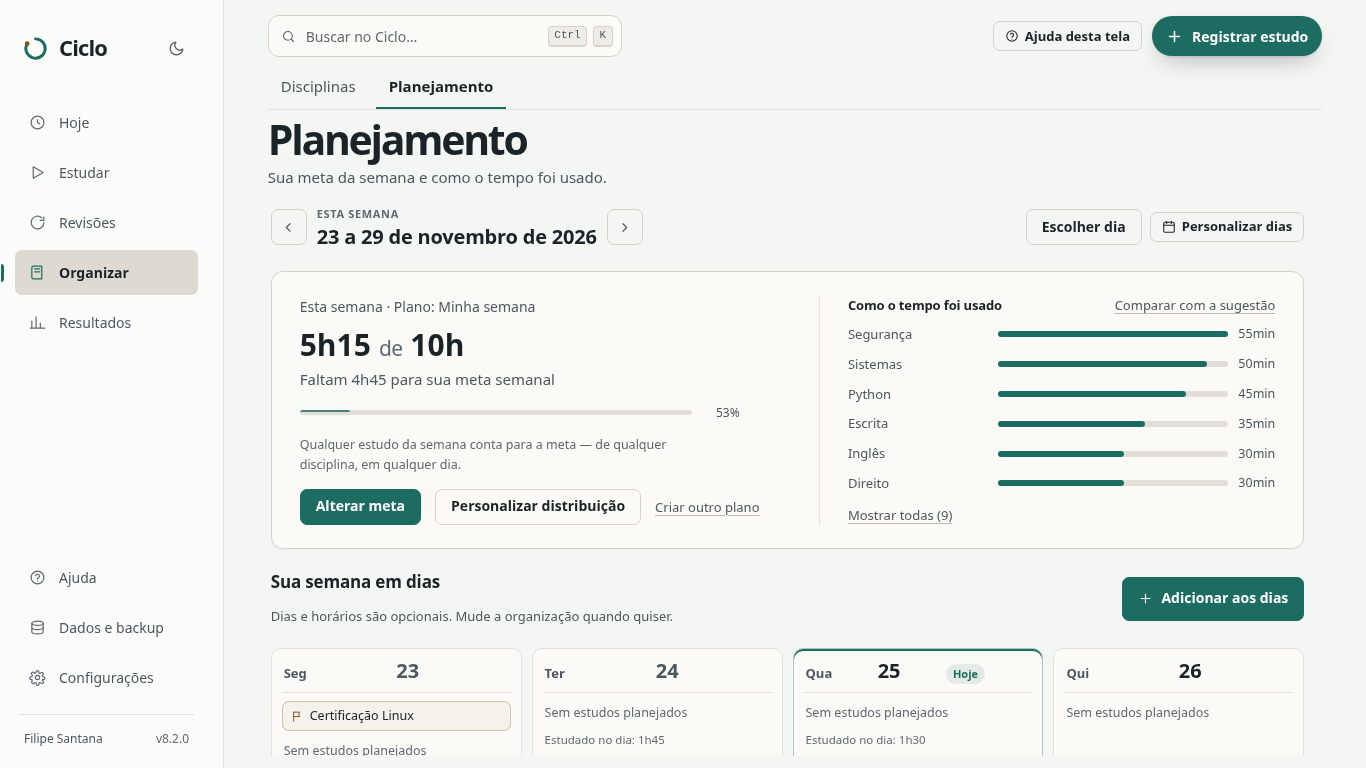 Ciclo
Hoje
Estudar
Revisões
Organizar
Resultados
Ajuda
Dados e backup
Configurações
Filipe Santana v8.2.0
Buscar no Ciclo... Ctrl K
Ajuda desta tela
Registrar estudo
Disciplinas Planejamento
Planejamento
Sua meta da semana e como o tempo foi usado.
ESTA SEMANA
23 a 29 de novembro de 2026
Escolher dia
Personalizar dias
Esta semana · Plano: Minha semana
5h15 de 10h
Faltam 4h45 para sua meta semanal
53%
Qualquer estudo da semana conta para a meta — de qualquer
disciplina, em qualquer dia.
Alterar meta
Personalizar distribuição
Criar outro plano
Como o tempo foi usado
Comparar com a sugestão
Segurança 55min
Sistemas 50min
Python 45min
Escrita 35min
Inglês 30min
Direito 30min
Mostrar todas (9)
Sua semana em dias
Dias e horários são opcionais. Mude a organização quando quiser.
Adicionar aos dias
Seg 23
Certificação Linux
Sem estudos planejados
Ter 24
Sem estudos planejados
Estudado no dia: 1h45
Qua 25 Hoje
Sem estudos planejados
Estudado no dia: 1h30
Qui 26
Sem estudos planejados